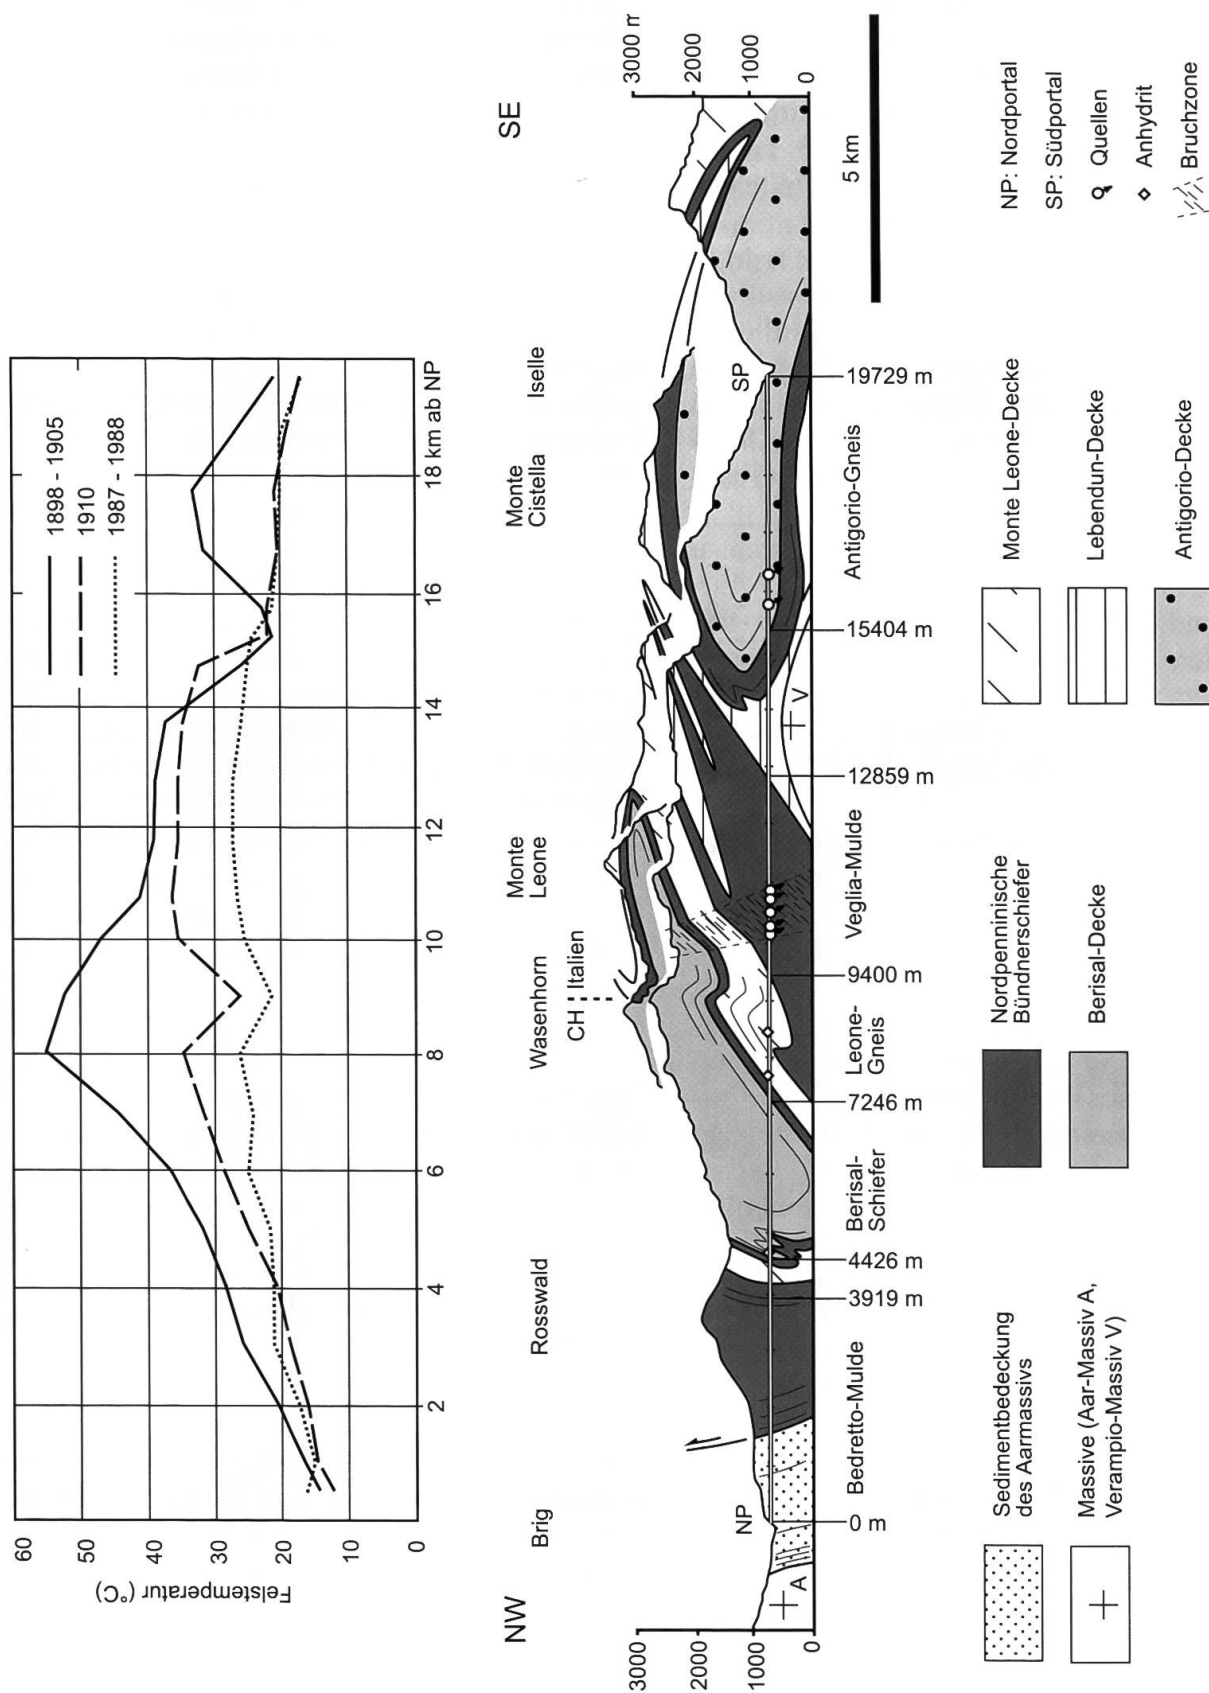 60
50
40
30
20
10
0
Felstemperatur (°C)
1898 - 1905
1910
1987 - 1988
2
4
6
8
10
12
14
16
18 km ab NP
NW
SE
Brig
Rosswald
Wasenhorn
CH
Italien
Monte
Leone
Monte
Cistella
Iselle
3000
2000
1000
0
3000 m
2000
1000
0
A
NP
V
SP
0 m
3919 m
4426 m
7246 m
9400 m
12859 m
15404 m
19729 m
Bedretto-Mulde
Berisal-
Schiefer
Leone-
Gneis
Veglia-Mulde
Antigorio-Gneis
5 km
Sedimentbedeckung
des Aarmassivs
Massive (Aar-Massiv A,
Verampio-Massiv V)
Nordpenninische
Bündnerschiefer
Berisal-Decke
Monte Leone-Decke
Lebendun-Decke
Antigorio-Decke
NP: Nordportal
SP: Südportal
Quellen
Anhydrit
Bruchzone